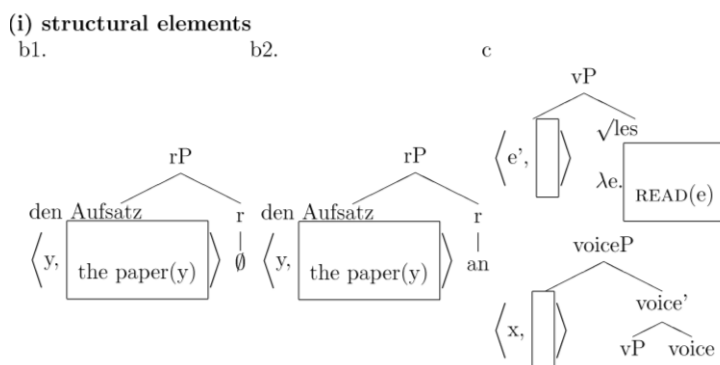 (i) structural elements
b1.
rP
den Aufsatz r
⟨y, the paper(y)⟩ ∅
b2.
rP
den Aufsatz r
⟨y, the paper(y)⟩ an
c
vP
⟨e', ⟩ √les
λe. READ(e)
voiceP
⟨x, ⟩ voice'
vP voice